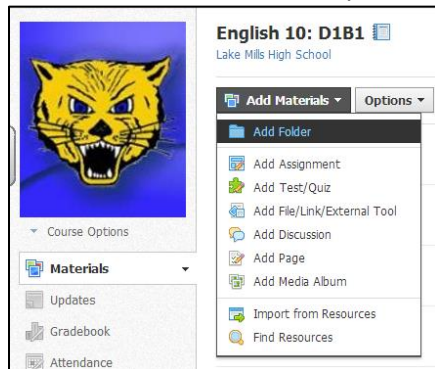 English 10: D1B1
Lake Mills High School
Add Materials
Options
Add Folder
Add Assignment
Add Test/Quiz
Add File/Link/External Tool
Add Discussion
Add Page
Add Media Album
Import from Resources
Find Resources
Course Options
Materials
Updates
Gradebook
Attendance